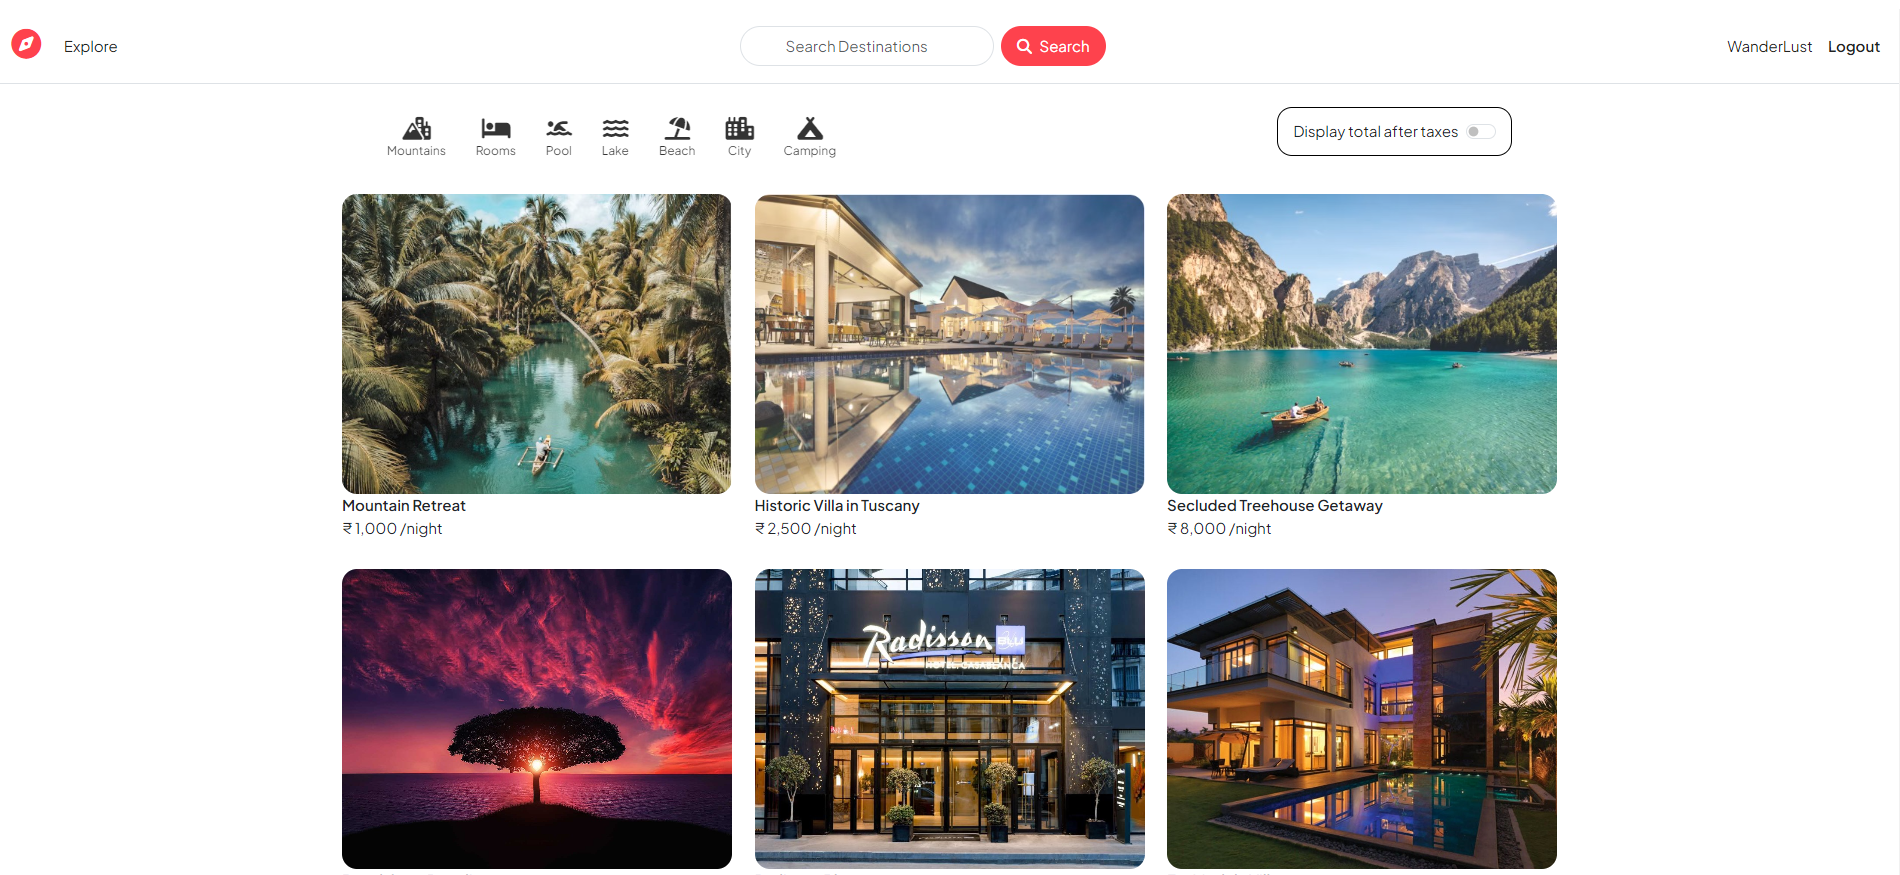 Explore
Search Destinations
Search
WanderLust
Logout
Mountains
Rooms
Pool
Lake
Beach
City
Camping
Display total after taxes
Mountain Retreat
₹ 1,000 /night
Historic Villa in Tuscany
₹ 2,500 /night
Secluded Treehouse Getaway
₹ 8,000 /night
Radisson BLU
HOTEL, CASABLANCA